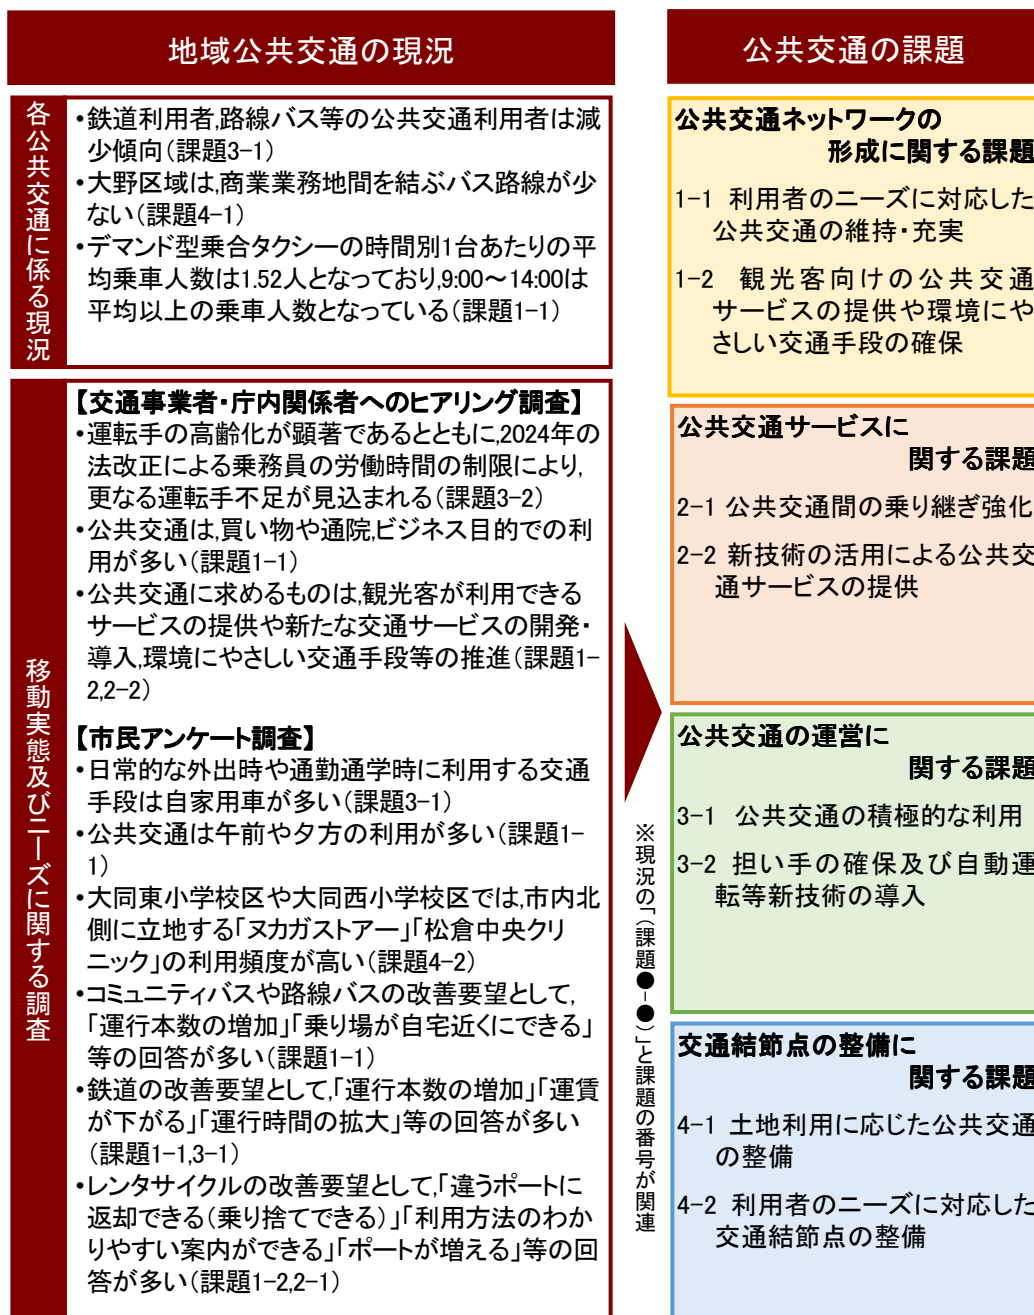 地域公共交通の現況
各公共交通に係る現況
•鉄道利用者,路線バス等の公共交通利用者は減
少傾向(課題3-1)
•大野区域は,商業業務地間を結ぶバス路線が少
ない(課題4-1)
•デマンド型乗合タクシーの時間別1台あたりの平
均乗車人数は1.52人となっており,9:00～14:00は
平均以上の乗車人数となっている(課題1-1)
移動実態及びニーズに関する調査
【交通事業者・庁内関係者へのヒアリング調査】
•運転手の高齢化が顕著であるとともに,2024年の
法改正による乗務員の労働時間の制限により,
更なる運転手不足が見込まれる(課題3-2)
•公共交通は,買い物や通院,ビジネス目的での利
用が多い(課題1-1)
•公共交通に求めるものは,観光客が利用できる
サービスの提供や新たな交通サービスの開発・
導入,環境にやさしい交通手段等の推進(課題1-
2,2-2)
【市民アンケート調査】
•日常的な外出時や通勤通学時に利用する交通
手段は自家用車が多い(課題3-1)
•公共交通は午前や夕方の利用が多い(課題1-
1)
•大同東小学校区や大同西小学校区では,市内北
側に立地する「ヌカガストアー」「松倉中央クリ
ニック」の利用頻度が高い(課題4-2)
•コミュニティバスや路線バスの改善要望として,
「運行本数の増加」「乗り場が自宅近くにできる」
等の回答が多い(課題1-1)
•鉄道の改善要望として,「運行本数の増加」「運賃
が下がる」「運行時間の拡大」等の回答が多い
(課題1-1,3-1)
•レンタサイクルの改善要望として,「違うポートに
返却できる(乗り捨てできる)」「利用方法のわか
りやすい案内ができる」「ポートが増える」等の回
答が多い(課題1-2,2-1)
※現況の「(課題●-●)」と課題の番号が関連
公共交通の課題
公共交通ネットワークの
形成に関する課題
1-1 利用者のニーズに対応した
公共交通の維持・充実
1-2 観光客向けの公共交通
サービスの提供や環境にや
さしい交通手段の確保
公共交通サービスに
関する課題
2-1 公共交通間の乗り継ぎ強化
2-2 新技術の活用による公共交
通サービスの提供
公共交通の運営に
関する課題
3-1 公共交通の積極的な利用
3-2 担い手の確保及び自動運
転等新技術の導入
交通結節点の整備に
関する課題
4-1 土地利用に応じた公共交通
の整備
4-2 利用者のニーズに対応した
交通結節点の整備